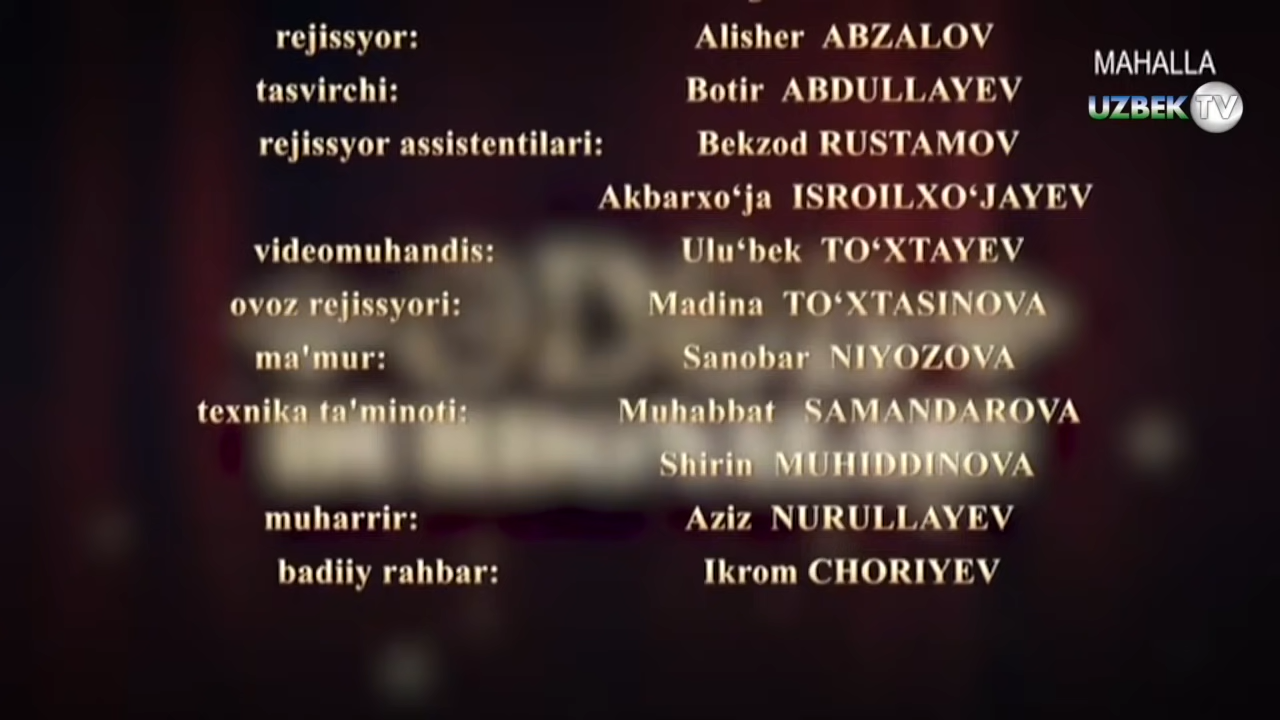 rejissyor: Alisher ABZALOV
MAHALLA
tasvirchi: Botir ABDULLAYEV
UZBEK TV
rejissyor assistentilari: Bekzod RUSTAMOV
Akbarxo‘ja ISROILXO‘JAYEV
videomuhandis: Ulu‘bek TO‘XTAYEV
ovoz rejissyori: Madina TO‘XTASINOVA
ma'mur: Sanobar NIYOZOVA
texnika ta'minoti: Muhabbat SAMANDAROVA
Shirin MUHIDDINOVA
muharrir: Aziz NURULLAYEV
badiiy rahbar: Ikrom CHORIYEV